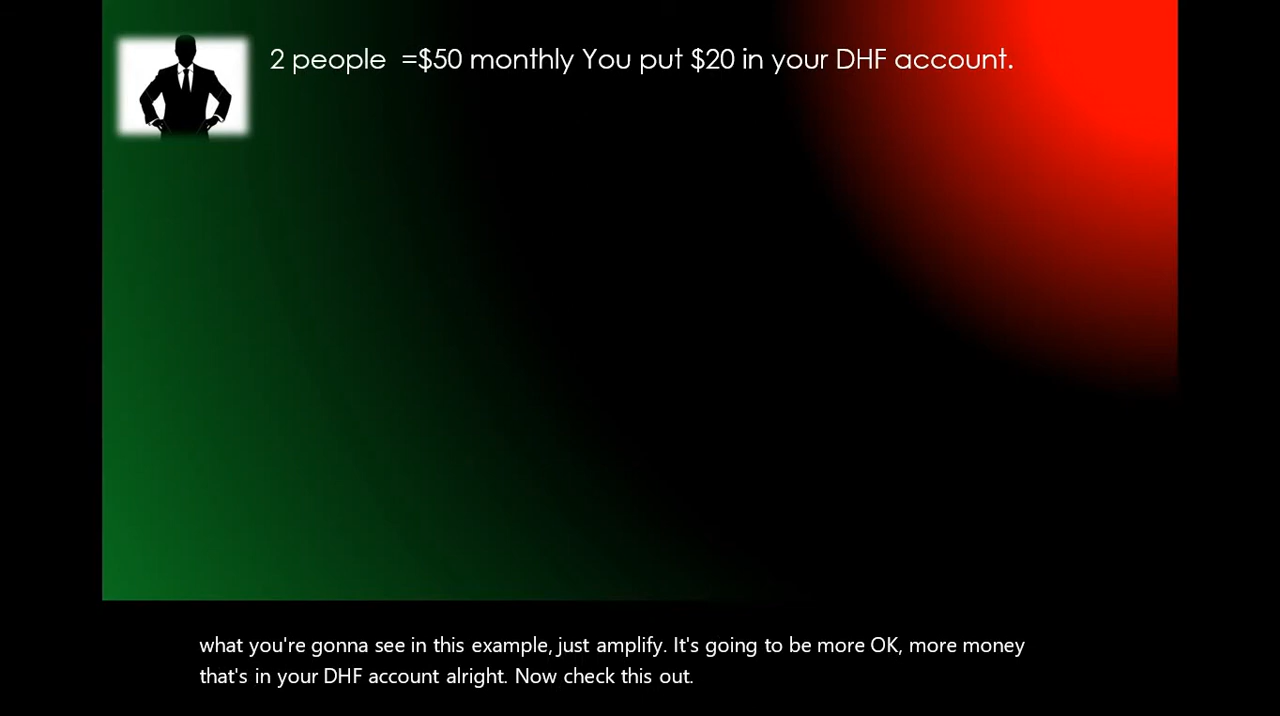 2 people  =$50 monthly You put $20 in your DHF account.
what you're gonna see in this example, just amplify. It's going to be more OK, more money
that's in your DHF account alright. Now check this out.